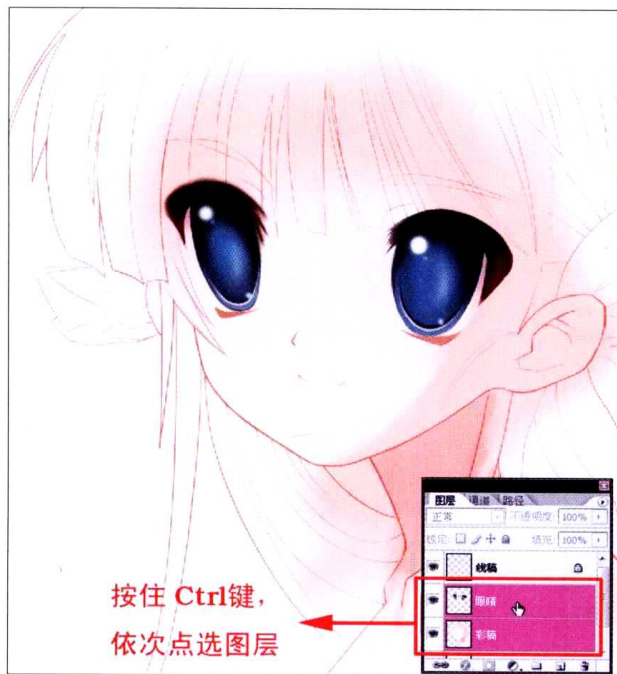 图层 通道 路径
正常 不透明度: 100%
锁定: 填充: 100%
线稿
眼睛
彩稿
按住 Ctrl键,
依次点选图层